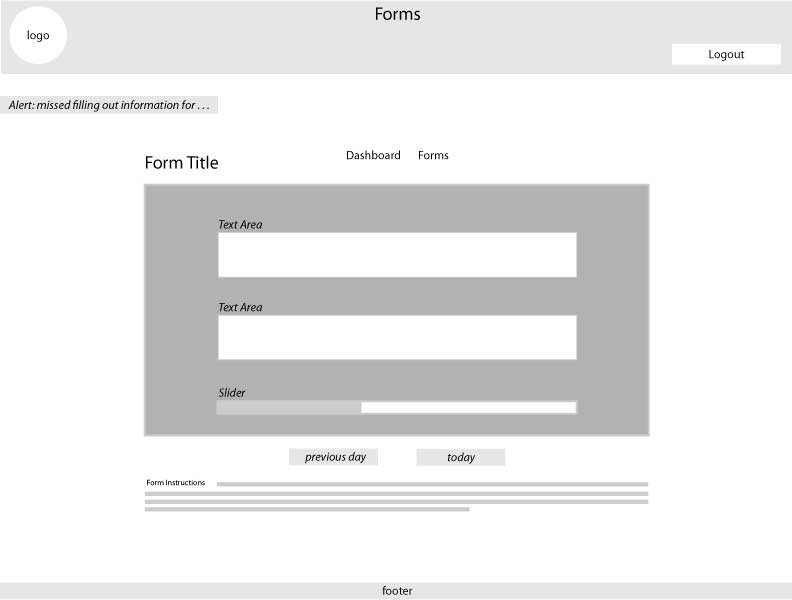 Forms
logo
Logout
Alert: missed filling out information for . . .
Form Title
Dashboard Forms
Text Area
Text Area
Slider
previous day today
Form Instructions
footer